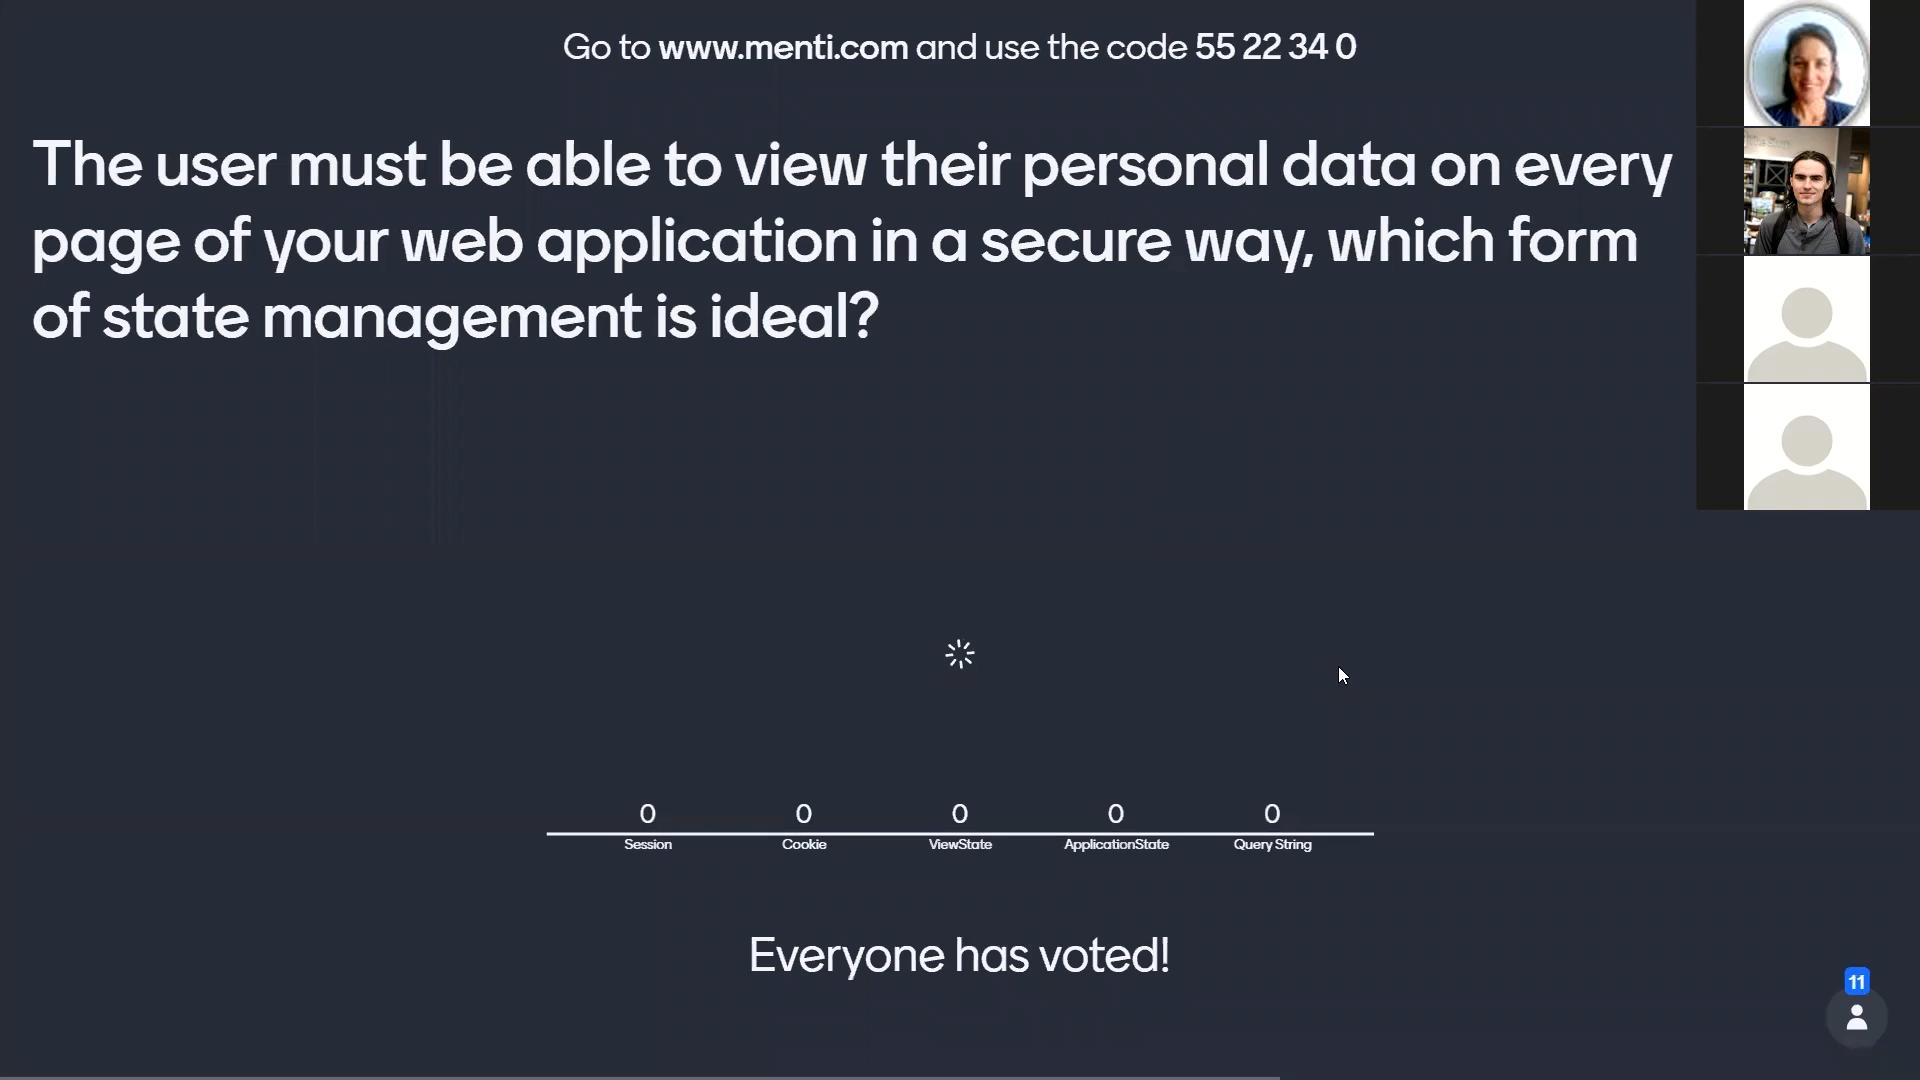 Go to www.menti.com and use the code 55 22 34 0
The user must be able to view their personal data on every
page of your web application in a secure way, which form
of state management is ideal?
0 0 0 0 0
Session Cookie ViewState ApplicationState Query String
Everyone has voted!
11